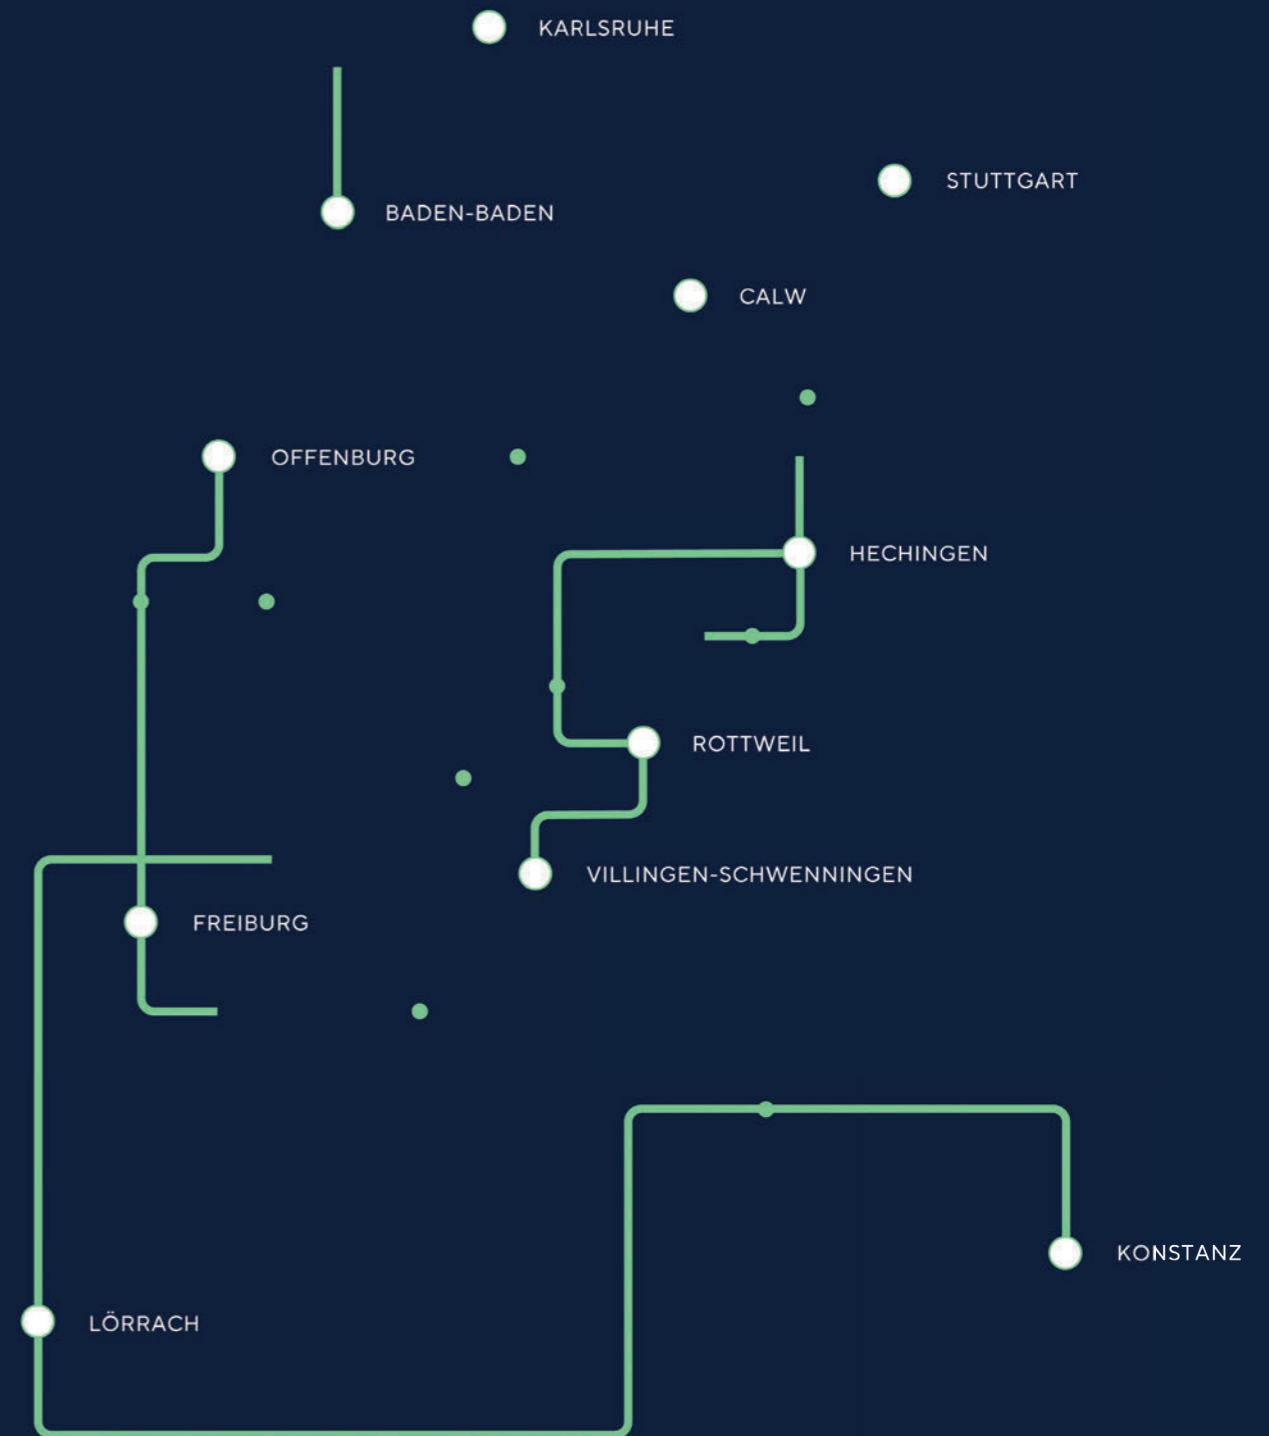 KARLSRUHE
STUTTGART
BADEN-BADEN
CALW
OFFENBURG
HECHINGEN
ROTTWEIL
VILLINGEN-SCHWENNINGEN
FREIBURG
KONSTANZ
LÖRRACH